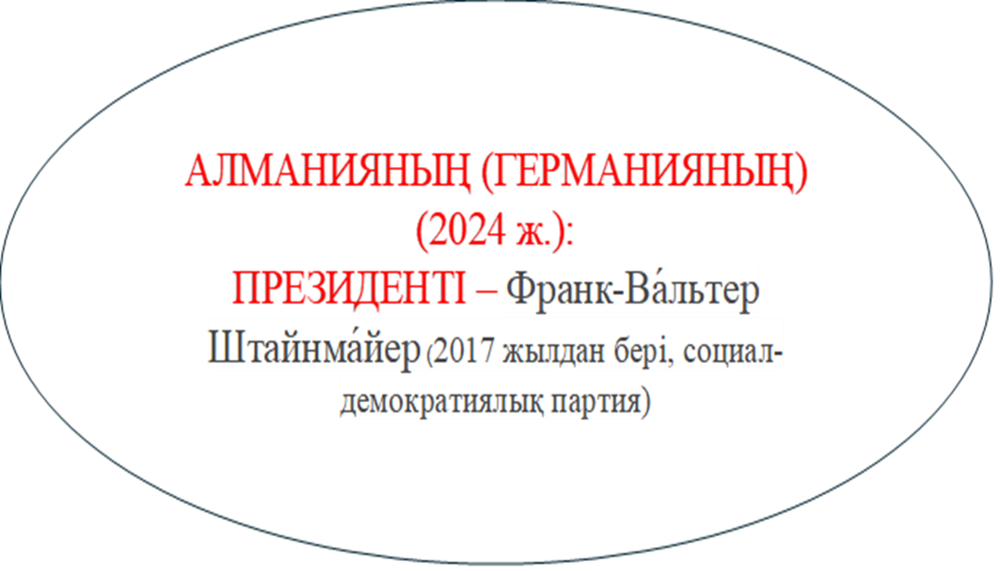 АЛМАНИЯНЫҢ (ГЕРМАНИЯНЫҢ)
(2024 ж.):
ПРЕЗИДЕНТІ – Франк-Ва́льтер
Штайнма́йер (2017 жылдан бері, социал-
демократиялық партия)